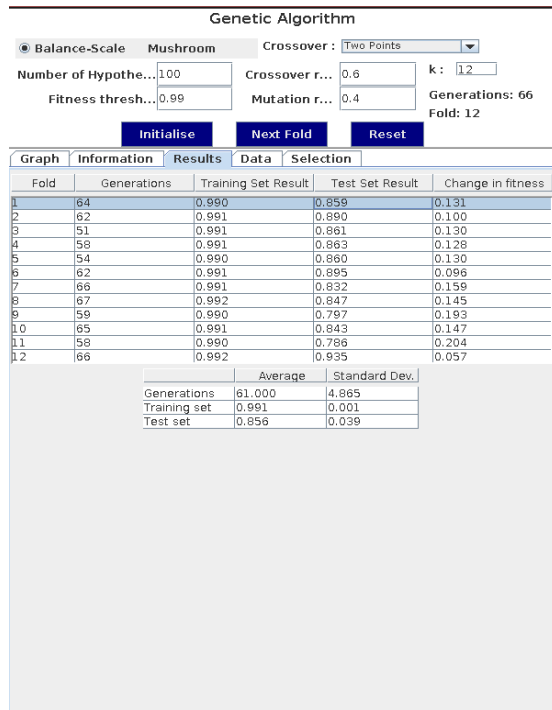 Genetic Algorithm
Balance-Scale Mushroom Crossover : Two Points
Number of Hypothe... 100 Crossover r... 0.6 k : 12
Fitness thresh... 0.99 Mutation r... 0.4 Generations: 66
Fold: 12
Initialise Next Fold Reset
Graph Information Results Data Selection
Fold Generations Training Set Result Test Set Result Change in fitness
1 64 0.990 0.859 0.131
2 62 0.991 0.890 0.100
3 51 0.991 0.861 0.130
4 58 0.991 0.863 0.128
5 54 0.990 0.860 0.130
6 62 0.991 0.895 0.096
7 66 0.991 0.832 0.159
8 67 0.992 0.847 0.145
9 59 0.990 0.797 0.193
10 65 0.991 0.843 0.147
11 58 0.990 0.786 0.204
12 66 0.992 0.935 0.057
Average Standard Dev.
Generations 61.000 4.865
Training set 0.991 0.001
Test set 0.856 0.039